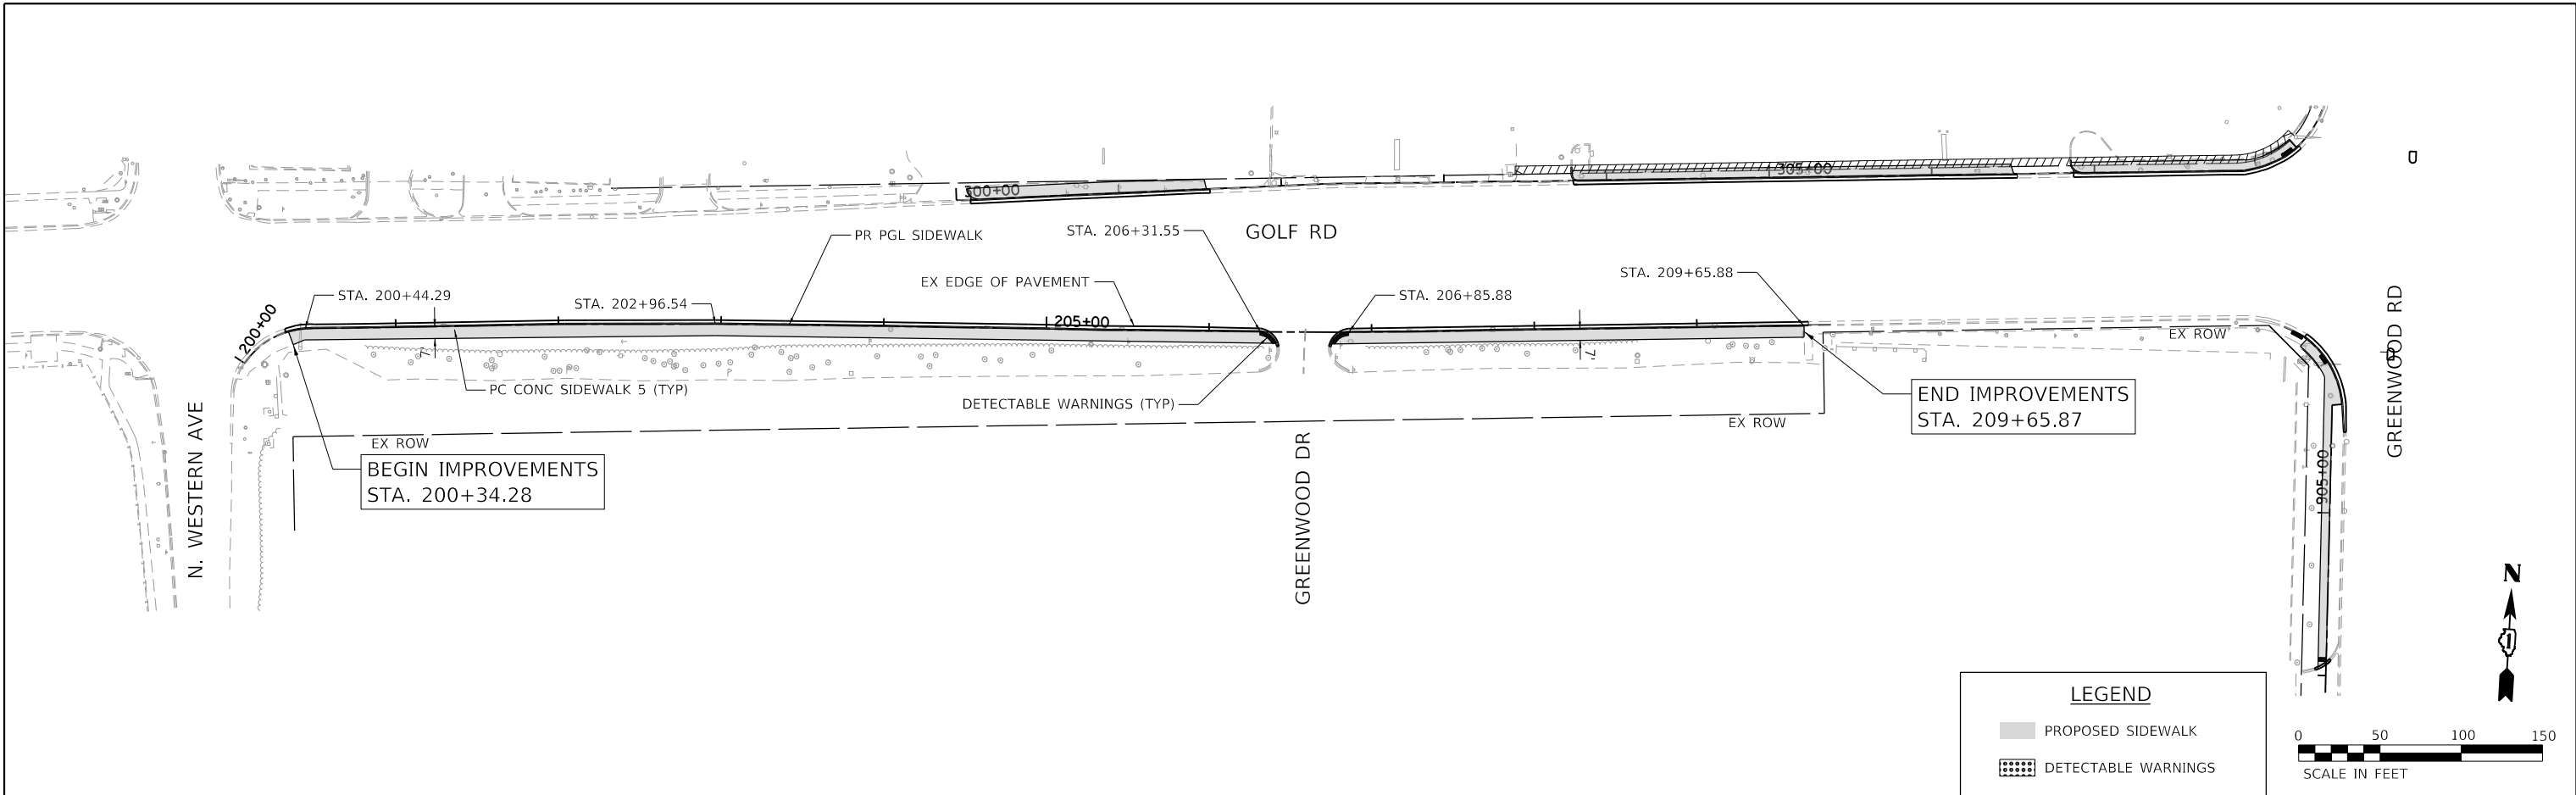 300+00
305+00
GOLF RD
PR PGL SIDEWALK
STA. 206+31.55
EX EDGE OF PAVEMENT
STA. 209+65.88
STA. 200+44.29
STA. 202+96.54
STA. 206+85.88
200+00
205+00
EX ROW
7'
7'
PC CONC SIDEWALK 5 (TYP)
DETECTABLE WARNINGS (TYP)
END IMPROVEMENTS
STA. 209+65.87
EX ROW
EX ROW
BEGIN IMPROVEMENTS
STA. 200+34.28
N. WESTERN AVE
GREENWOOD DR
GREENWOOD RD
905+00
N
1
LEGEND
PROPOSED SIDEWALK
DETECTABLE WARNINGS
0 50 100 150
SCALE IN FEET